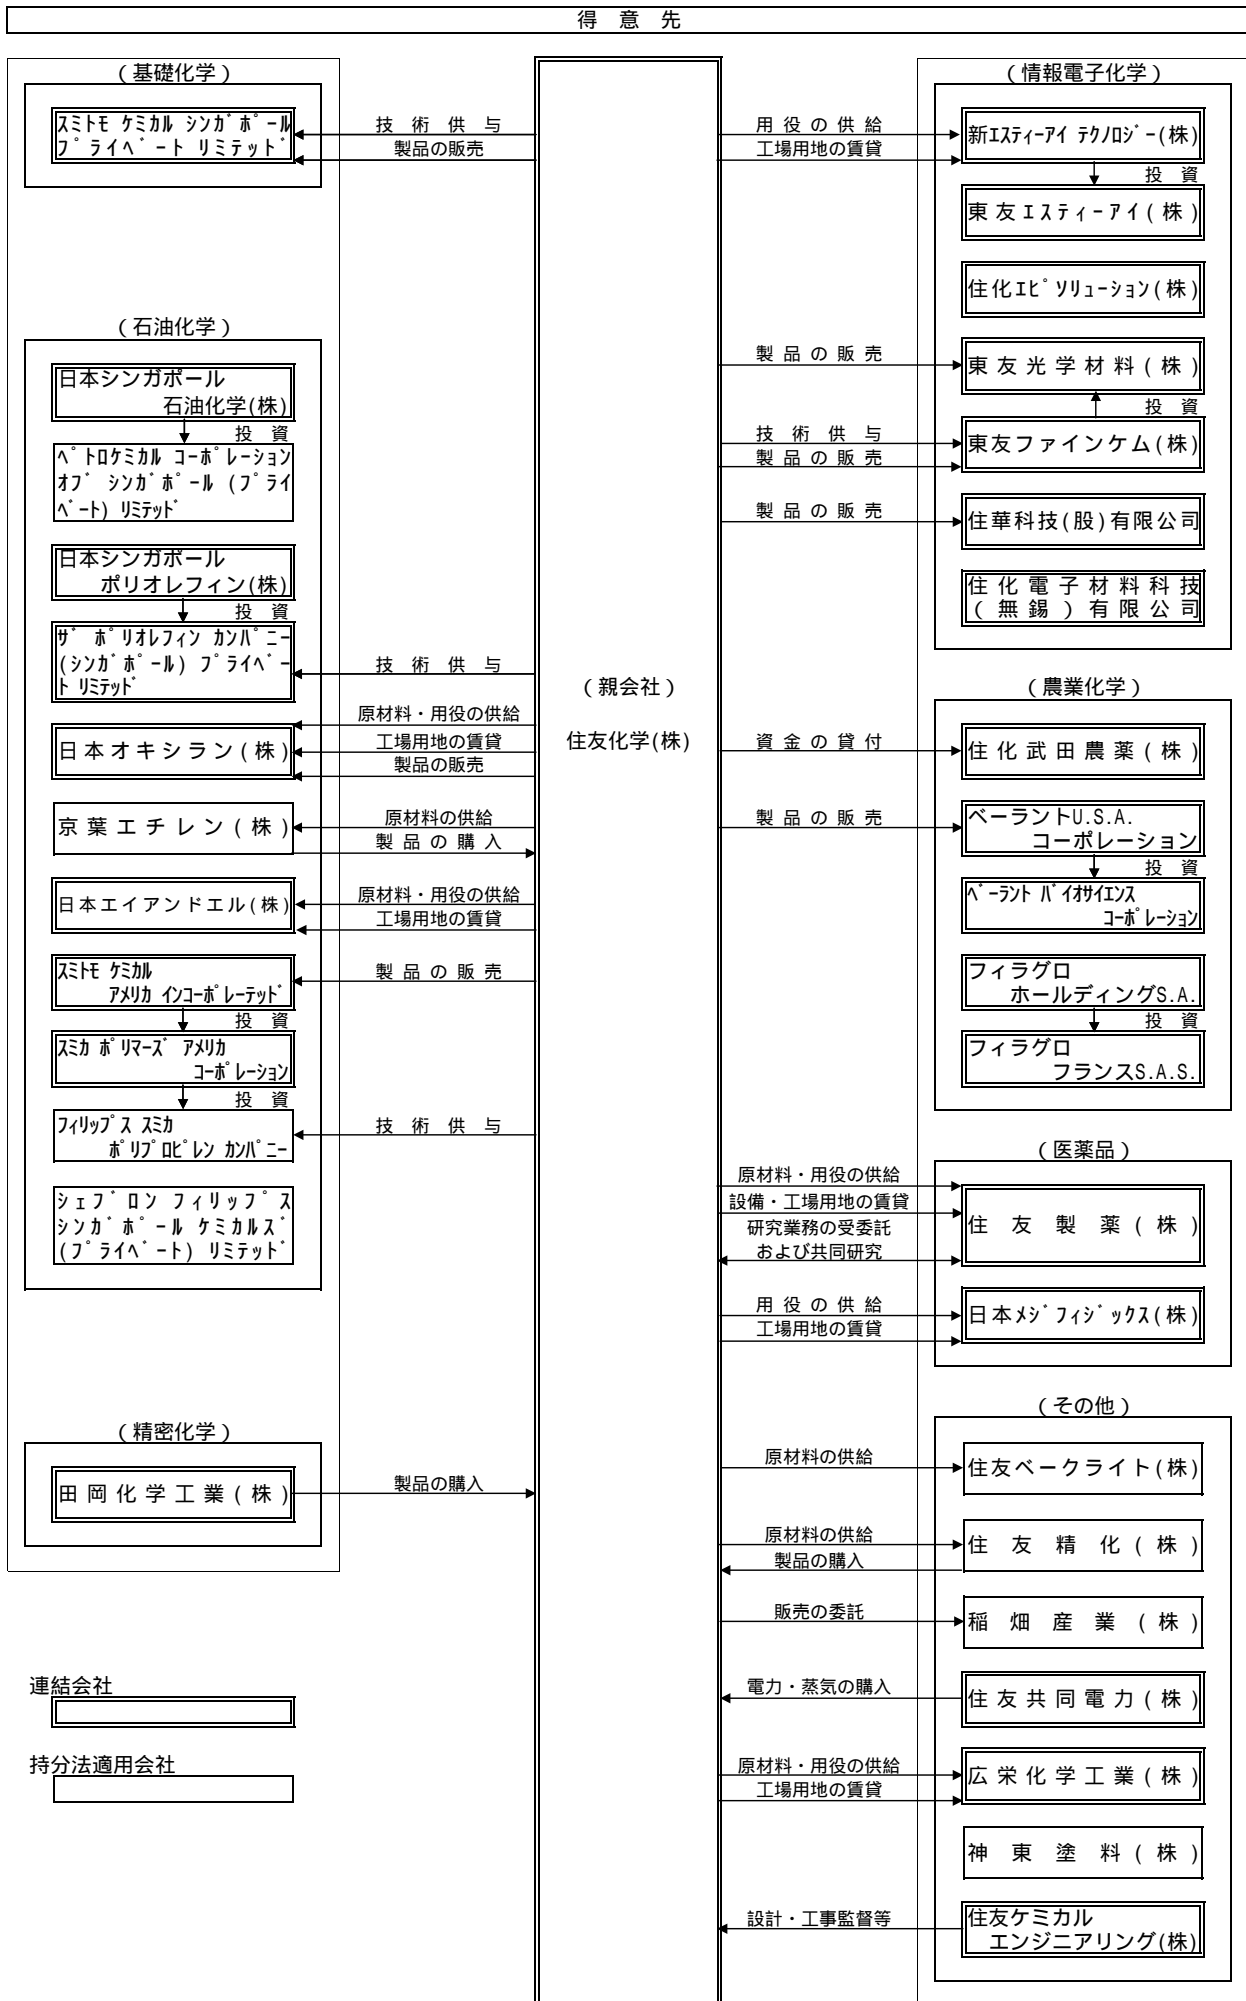 得 意 先
(基礎化学)
スミトモ ケミカル シンガポール
プライベート リミテッド
技 術 供 与
製品の販売
(石油化学)
日本シンガポール
石油化学(株)
投 資
ペトロケミカル コーポレーション
オブ シンガポール (プライ
ベート) リミテッド
日本シンガポール
ポリオレフィン(株)
投 資
ザ ポリオレフィン カンパニー
(シンガポール) プライベー
ト リミテッド
技 術 供 与
日本オキシラン(株)
原材料・用役の供給
工場用地の賃貸
製品の販売
京葉エチレン(株)
原材料の供給
製品の購入
日本エイアンドエル(株)
原材料・用役の供給
工場用地の賃貸
スミトモ ケミカル
アメリカ インコーポレーテッド
製品の販売
投 資
スミカ ポリマーズ アメリカ
コーポレーション
投 資
フィリップス スミカ
ポリプロピレン カンパニー
技 術 供 与
シェブロン フィリップス
シンガポール ケミカルズ
(プライベート) リミテッド
(精密化学)
田岡化学工業(株)
製品の購入
連結会社
持分法適用会社
(親会社)
住友化学(株)
(情報電子化学)
用役の供給
工場用地の賃貸
新エスティーアイ テクノロジー(株)
投 資
東友エスティーアイ(株)
住化エピソリューション(株)
製品の販売
東友光学材料(株)
投 資
技 術 供 与
製品の販売
東友ファインケム(株)
製品の販売
住華科技(股)有限公司
住化電子材料科技
(無錫)有限公司
(農業化学)
資金の貸付
住化武田農薬(株)
製品の販売
ベーラントU.S.A.
コーポレーション
投 資
ベーラント バイオサイエンス
コーポレーション
フィラグロ
ホールディングS.A.
投 資
フィラグロ
フランスS.A.S.
(医薬品)
原材料・用役の供給
設備・工場用地の賃貸
研究業務の受委託
および共同研究
住友製薬(株)
用役の供給
工場用地の賃貸
日本メジフィジックス(株)
(その他)
原材料の供給
住友ベークライト(株)
原材料の供給
製品の購入
住友精化(株)
販売の委託
稲畑産業(株)
電力・蒸気の購入
住友共同電力(株)
原材料・用役の供給
工場用地の賃貸
広栄化学工業(株)
神東塗料(株)
設計・工事監督等
住友ケミカル
エンジニアリング(株)